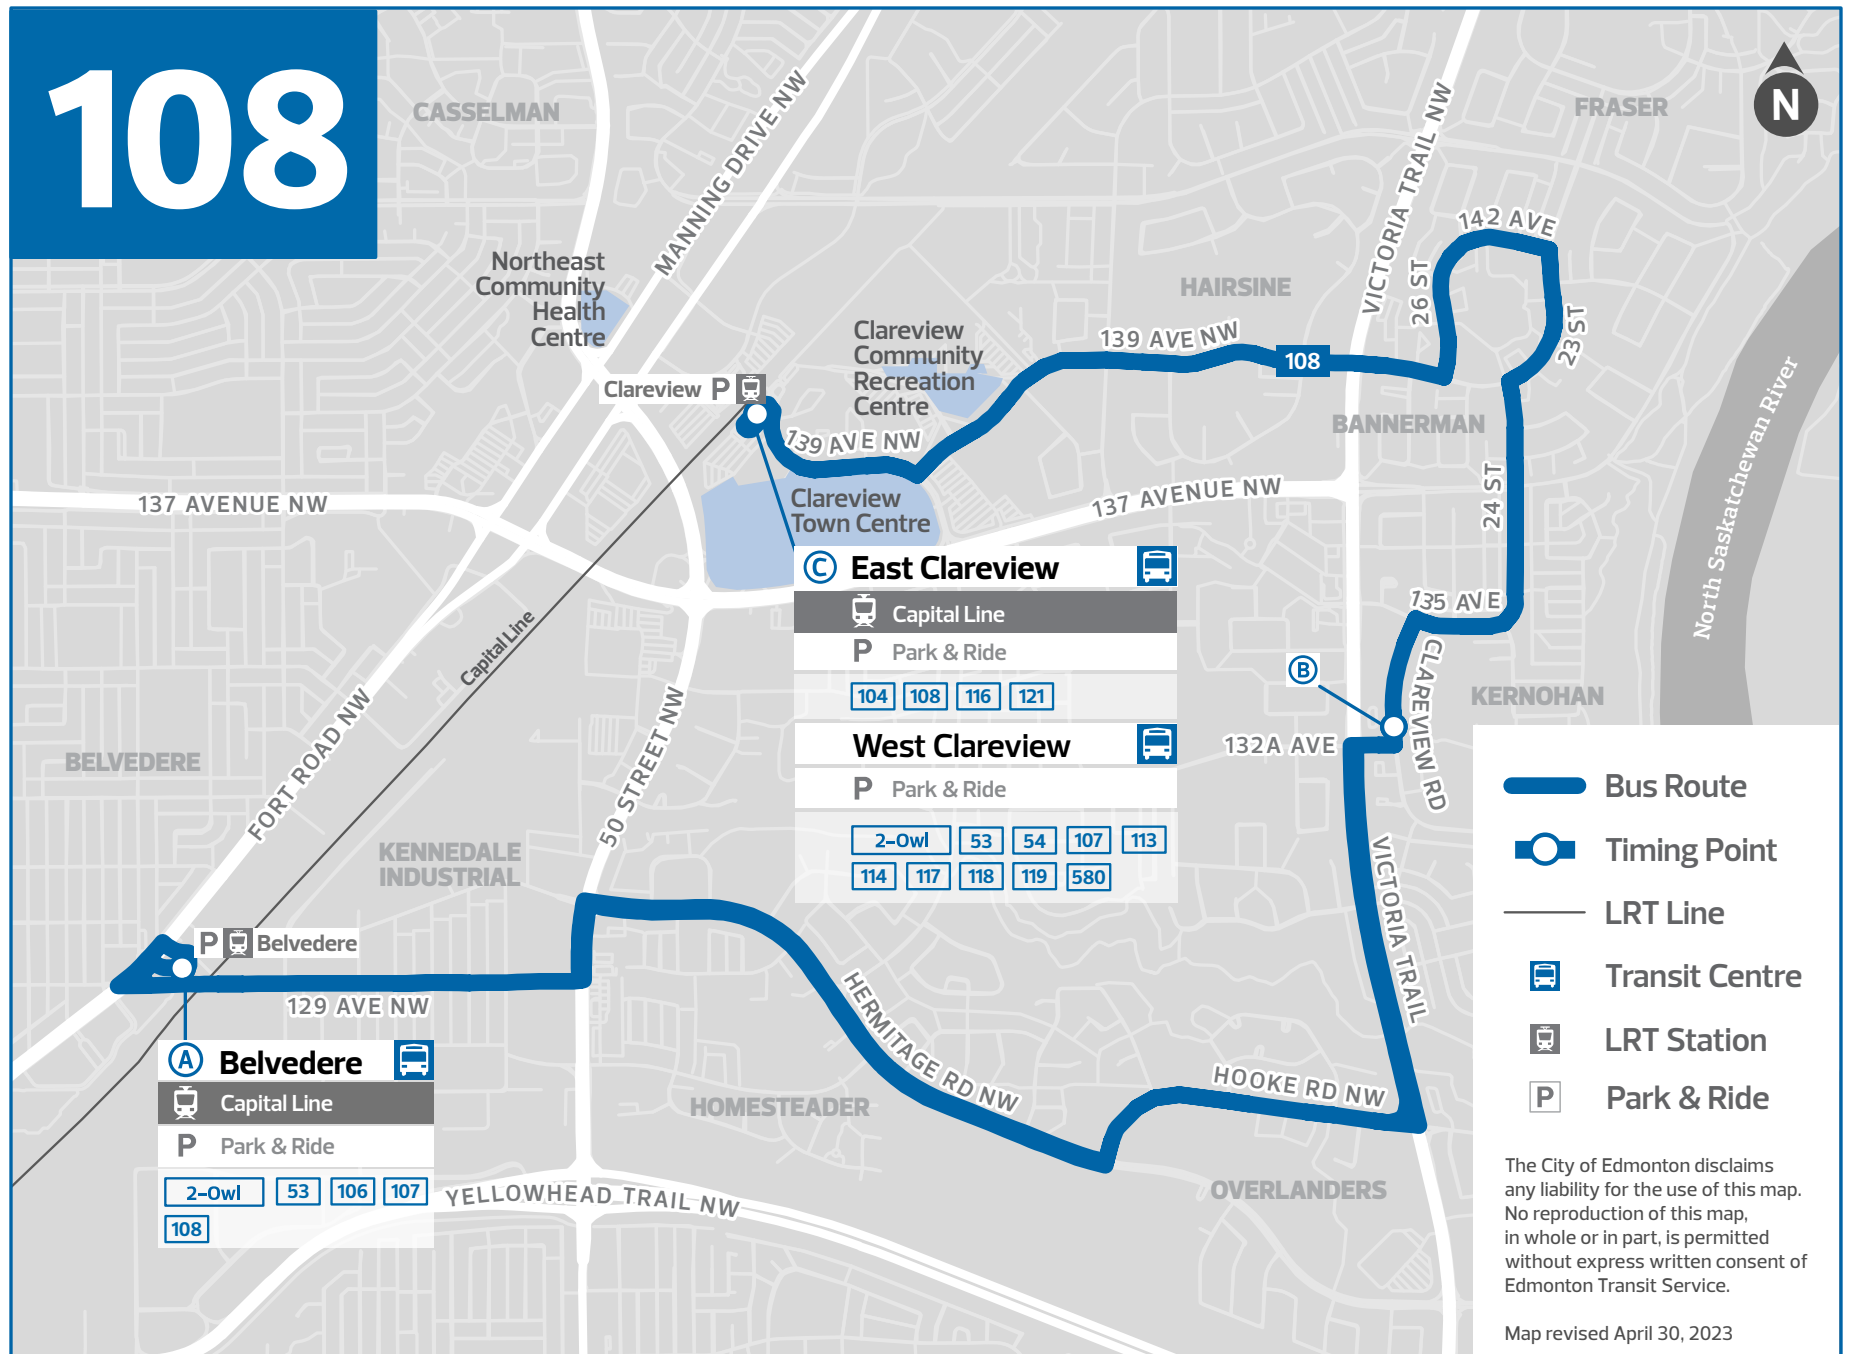 108
CASSELMAN
MANNING DRIVE NW
VICTORIA TRAIL NW
FRASER
N
142 AVE
Northeast
Community
Health
Centre
HAIRSINE
26 ST
23 ST
Clareview
Community
Recreation
Centre
139 AVE NW
108
Clareview P
BANNERMAN
139 AVE NW
North Saskatchewan River
137 AVENUE NW
Clareview
Town Centre
137 AVENUE NW
24 ST
C East Clareview
Capital Line
P Park & Ride
104 108 116 121
West Clareview
P Park & Ride
2-Owl 53 54 107 113
114 117 118 119 580
135 AVE
Capital Line
B
CLAREVIEW RD
KERNOHAN
50 STREET NW
FORT ROAD NW
BELVEDERE
132A AVE
KENNEDALE
INDUSTRIAL
VICTORIA TRAIL
P Belvedere
129 AVE NW
HERMITAGE RD NW
HOOKE RD NW
A Belvedere
Capital Line
P Park & Ride
2-Owl 53 106 107
108
HOMESTEADER
OVERLANDERS
YELLOWHEAD TRAIL NW
Bus Route
Timing Point
LRT Line
Transit Centre
LRT Station
P Park & Ride
The City of Edmonton disclaims
any liability for the use of this map.
No reproduction of this map,
in whole or in part, is permitted
without express written consent of
Edmonton Transit Service.
Map revised April 30, 2023